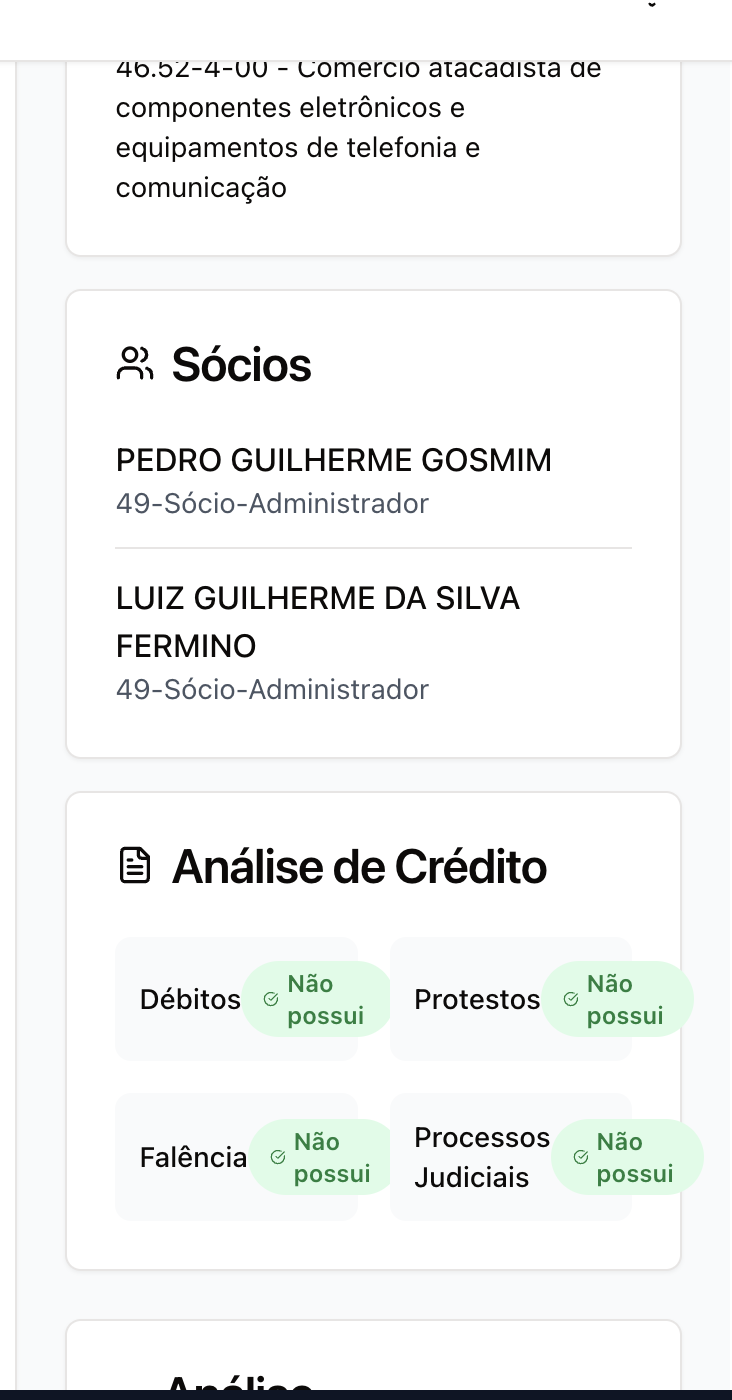 46.52-4-00 - Comércio atacadista de
componentes eletrônicos e
equipamentos de telefonia e
comunicação
Sócios
PEDRO GUILHERME GOSMIM
49-Sócio-Administrador
LUIZ GUILHERME DA SILVA
FERMINO
49-Sócio-Administrador
Análise de Crédito
Débitos
Não
possui
Protestos
Não
possui
Falência
Não
possui
Processos
Judiciais
Não
possui
Análise